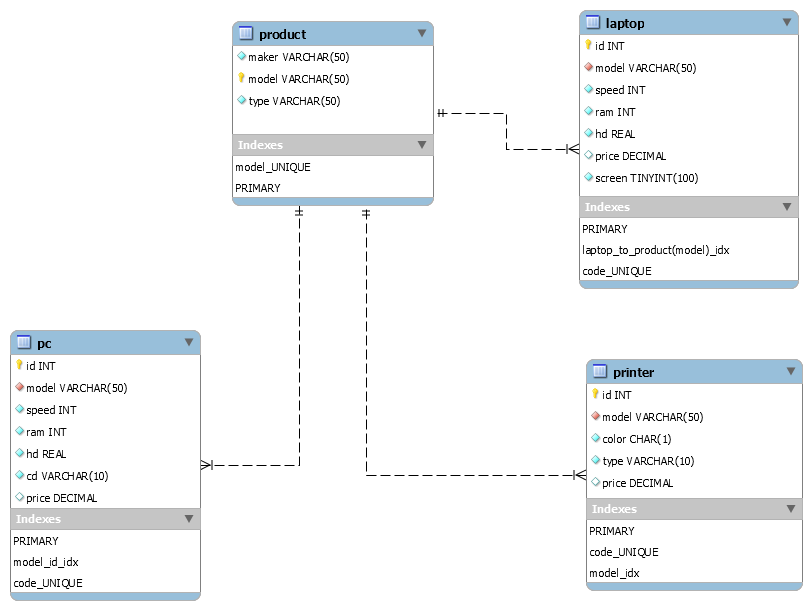 product
maker VARCHAR(50)
model VARCHAR(50)
type VARCHAR(50)
Indexes
model_UNIQUE
PRIMARY
laptop
id INT
model VARCHAR(50)
speed INT
ram INT
hd REAL
price DECIMAL
screen TINYINT(100)
Indexes
PRIMARY
laptop_to_product(model)_idx
code_UNIQUE
pc
id INT
model VARCHAR(50)
speed INT
ram INT
hd REAL
cd VARCHAR(10)
price DECIMAL
Indexes
PRIMARY
model_id_idx
code_UNIQUE
printer
id INT
model VARCHAR(50)
color CHAR(1)
type VARCHAR(10)
price DECIMAL
Indexes
PRIMARY
code_UNIQUE
model_idx